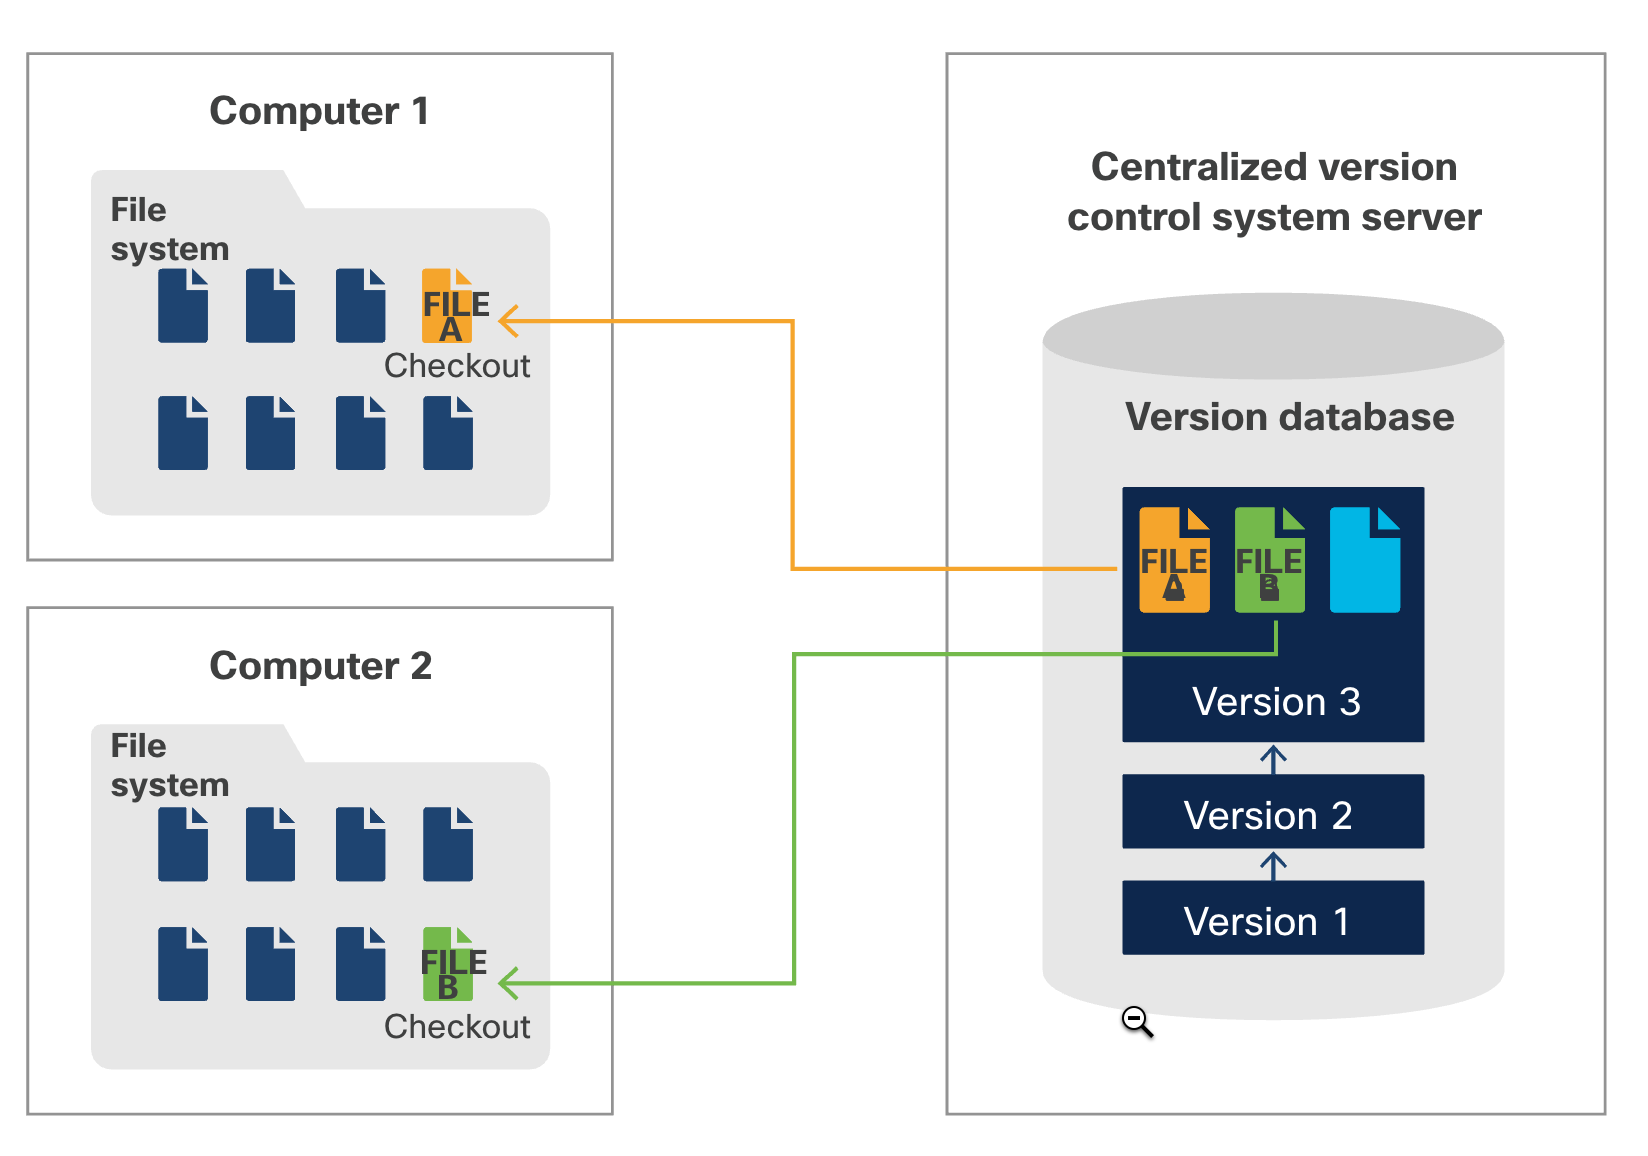 Computer 1
File
system
FILE
A
Checkout
Computer 2
File
system
FILE
B
Checkout
Centralized version
control system server
Version database
FILE
A
FILE
B
Version 3
Version 2
Version 1